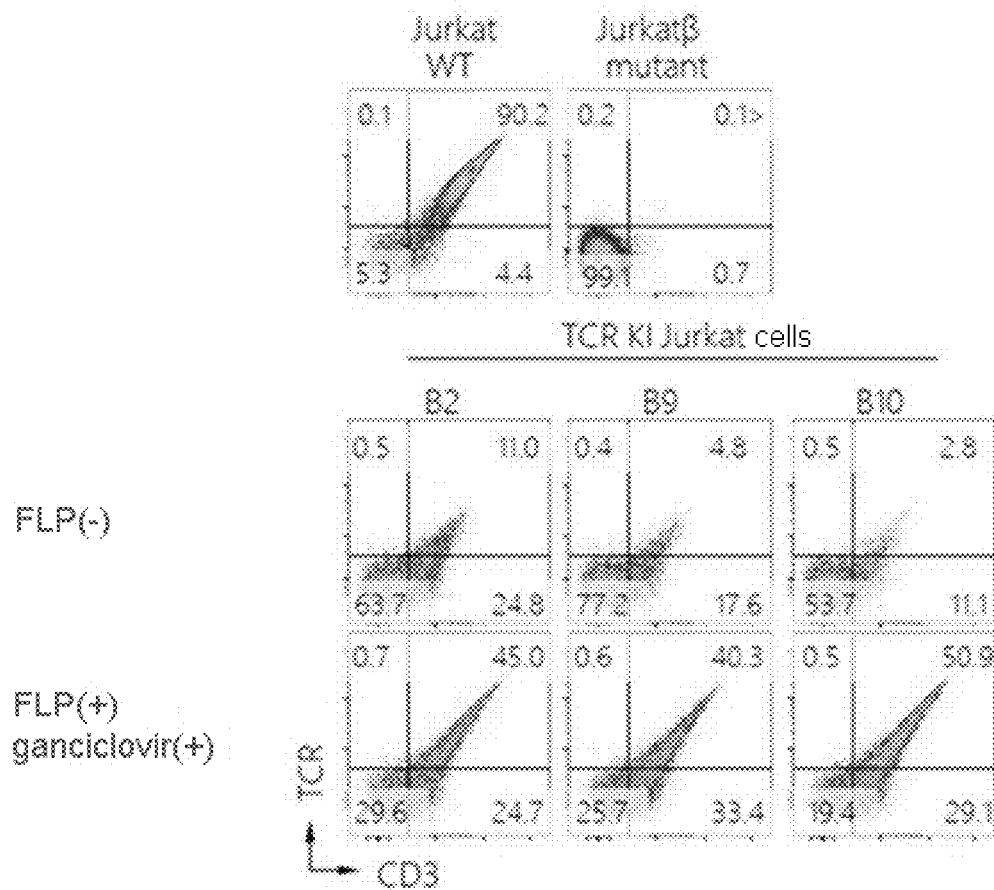 Jurkat WT
Jurkatβ mutant
0.1 90.2
5.3 4.4
0.2 0.1>
99.1 0.7
TCR KI Jurkat cells
B2 B9 B10
FLP(-)
0.5 11.0
63.7 24.8
0.4 4.8
77.2 17.6
0.5 2.8
53.7 11.1
FLP(+)
ganciclovir(+)
0.7 45.0
29.6 24.7
0.6 40.3
25.7 33.4
0.5 50.9
19.4 29.1
TCR
CD3